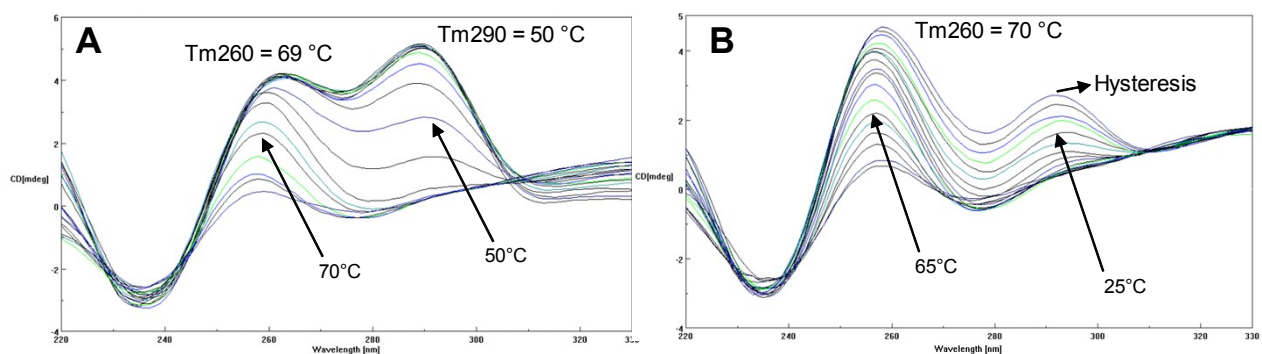 A
Tm260 = 69 °C
Tm290 = 50 °C
70°C
50°C
CD[mdeg]
6
4
2
0
-2
-4
220
240
260
280
300
320
Wavelength [nm]
B
Tm260 = 70 °C
Hysteresis
65°C
25°C
CD[mdeg]
5
4
2
0
-2
-4
220
240
260
280
300
320
330
Wavelength [nm]